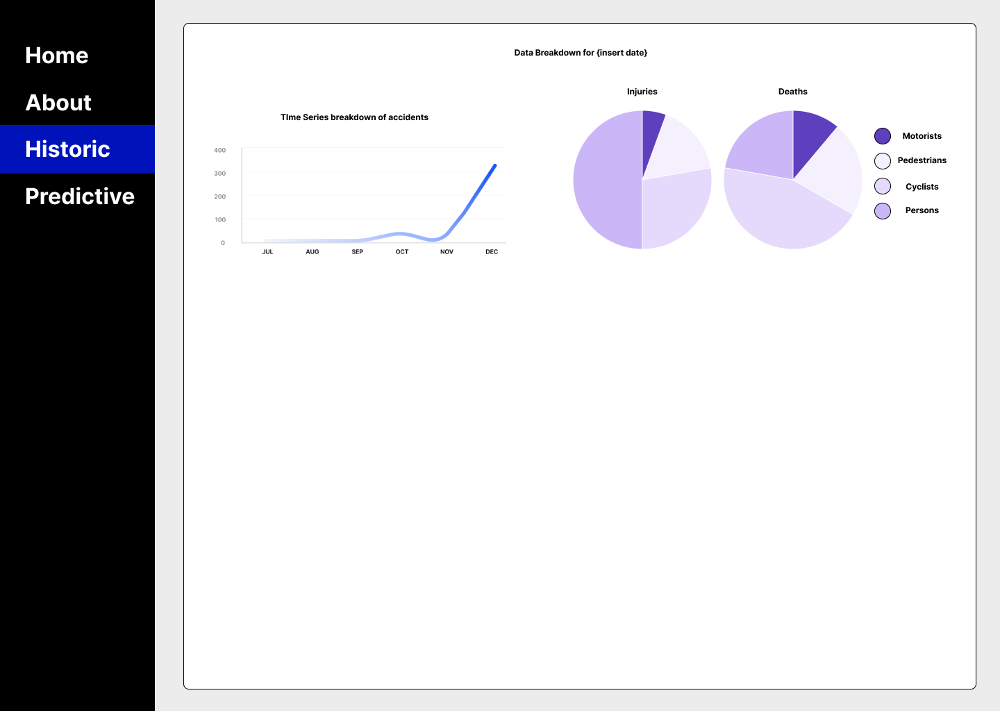 Home
About
Historic
Predictive
Data Breakdown for {insert date}
TIme Series breakdown of accidents
400
300
200
100
0
JUL AUG SEP OCT NOV DEC
Injuries
Deaths
Motorists
Pedestrians
Cyclists
Persons